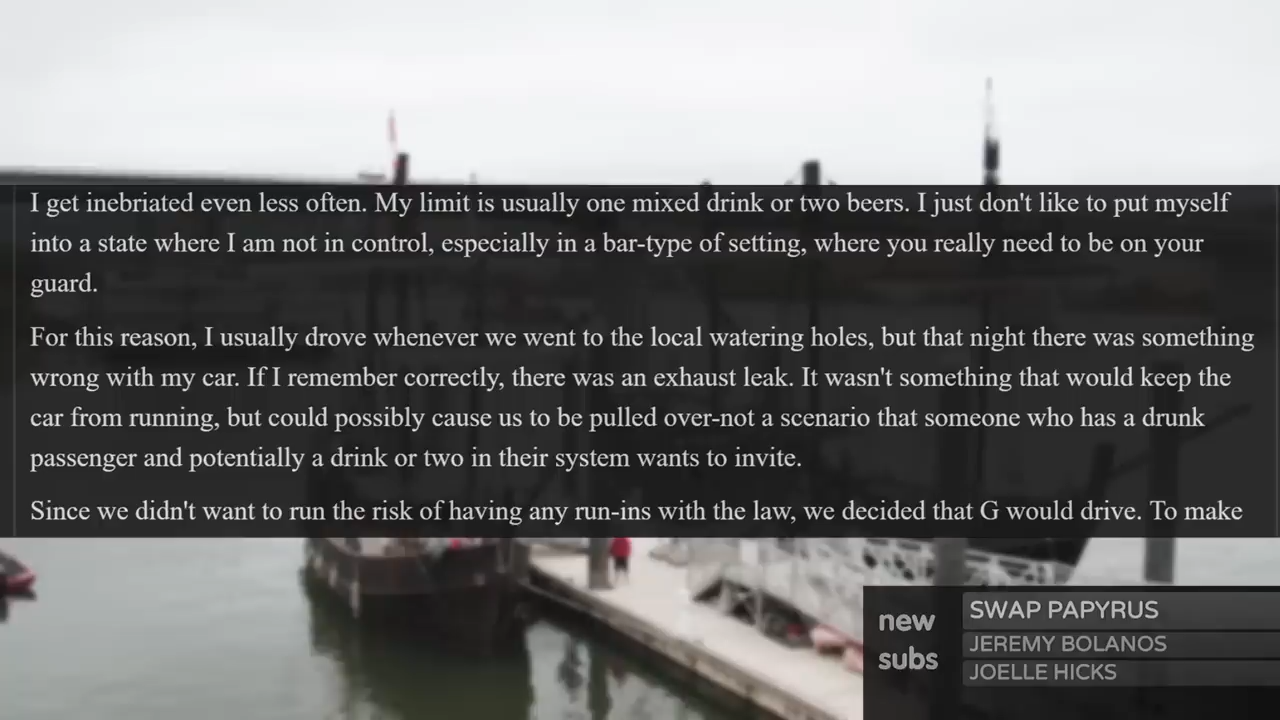 I get inebriated even less often. My limit is usually one mixed drink or two beers. I just don't like to put myself
into a state where I am not in control, especially in a bar-type of setting, where you really need to be on your
guard.
For this reason, I usually drove whenever we went to the local watering holes, but that night there was something
wrong with my car. If I remember correctly, there was an exhaust leak. It wasn't something that would keep the
car from running, but could possibly cause us to be pulled over-not a scenario that someone who has a drunk
passenger and potentially a drink or two in their system wants to invite.
Since we didn't want to run the risk of having any run-ins with the law, we decided that G would drive. To make
new
subs
SWAP PAPYRUS
JEREMY BOLANOS
JOELLE HICKS